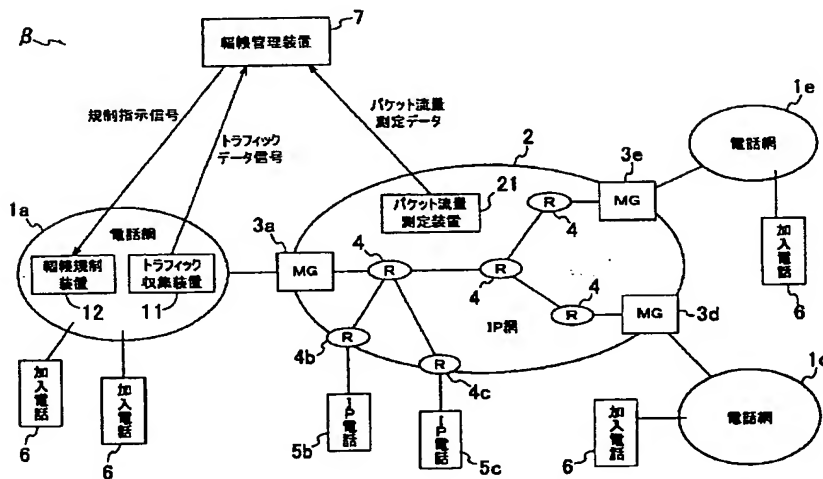 β
輻輳管理装置
7
規制指示信号
トラフィック
データ信号
パケット流量
測定データ
1e
電話網
2
3e
MG
パケット流量
測定装置
21
R
4
加入電話
6
1a
電話網
輻輳規制
装置
12
トラフィック
収集装置
11
3a
MG
R
4
R
4
R
4
MG
3d
IP網
R
4b
R
4c
加入電話
6
加入電話
6
IP電話
5b
IP電話
5c
加入電話
6
電話網